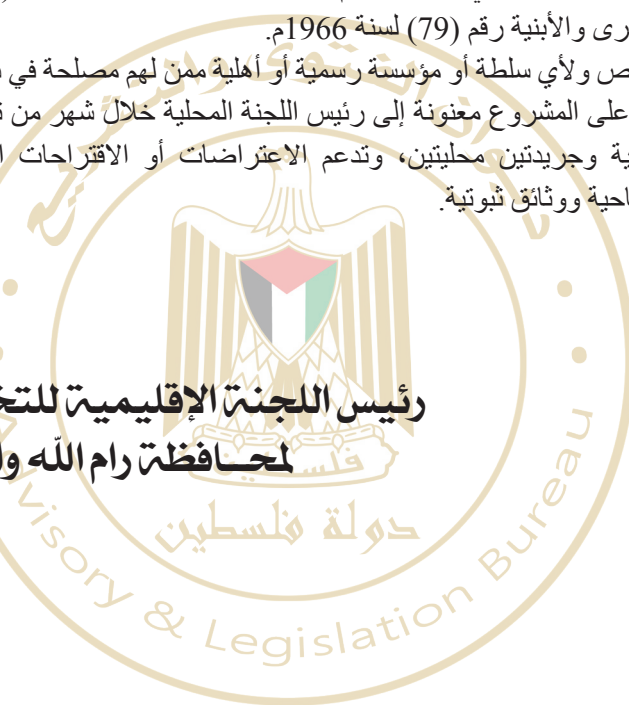 رى والأبنية رقم (79) لسنة 1966م.
ص ولأي سلطة أو مؤسسة رسمية أو أهلية ممن لهم مصلحة في
على المشروع معنونة إلى رئيس اللجنة المحلية خلال شهر من
ية وجريدتين محليتين، وتدعم الاعتراضات أو الاقتراحات
احية ووثائق ثبوتية.
رئيس اللجنة الإقليمية للتخ
لمحافظة رام الله وا
فلسطين
دولة فلسطين
visory & Legislation Bureau